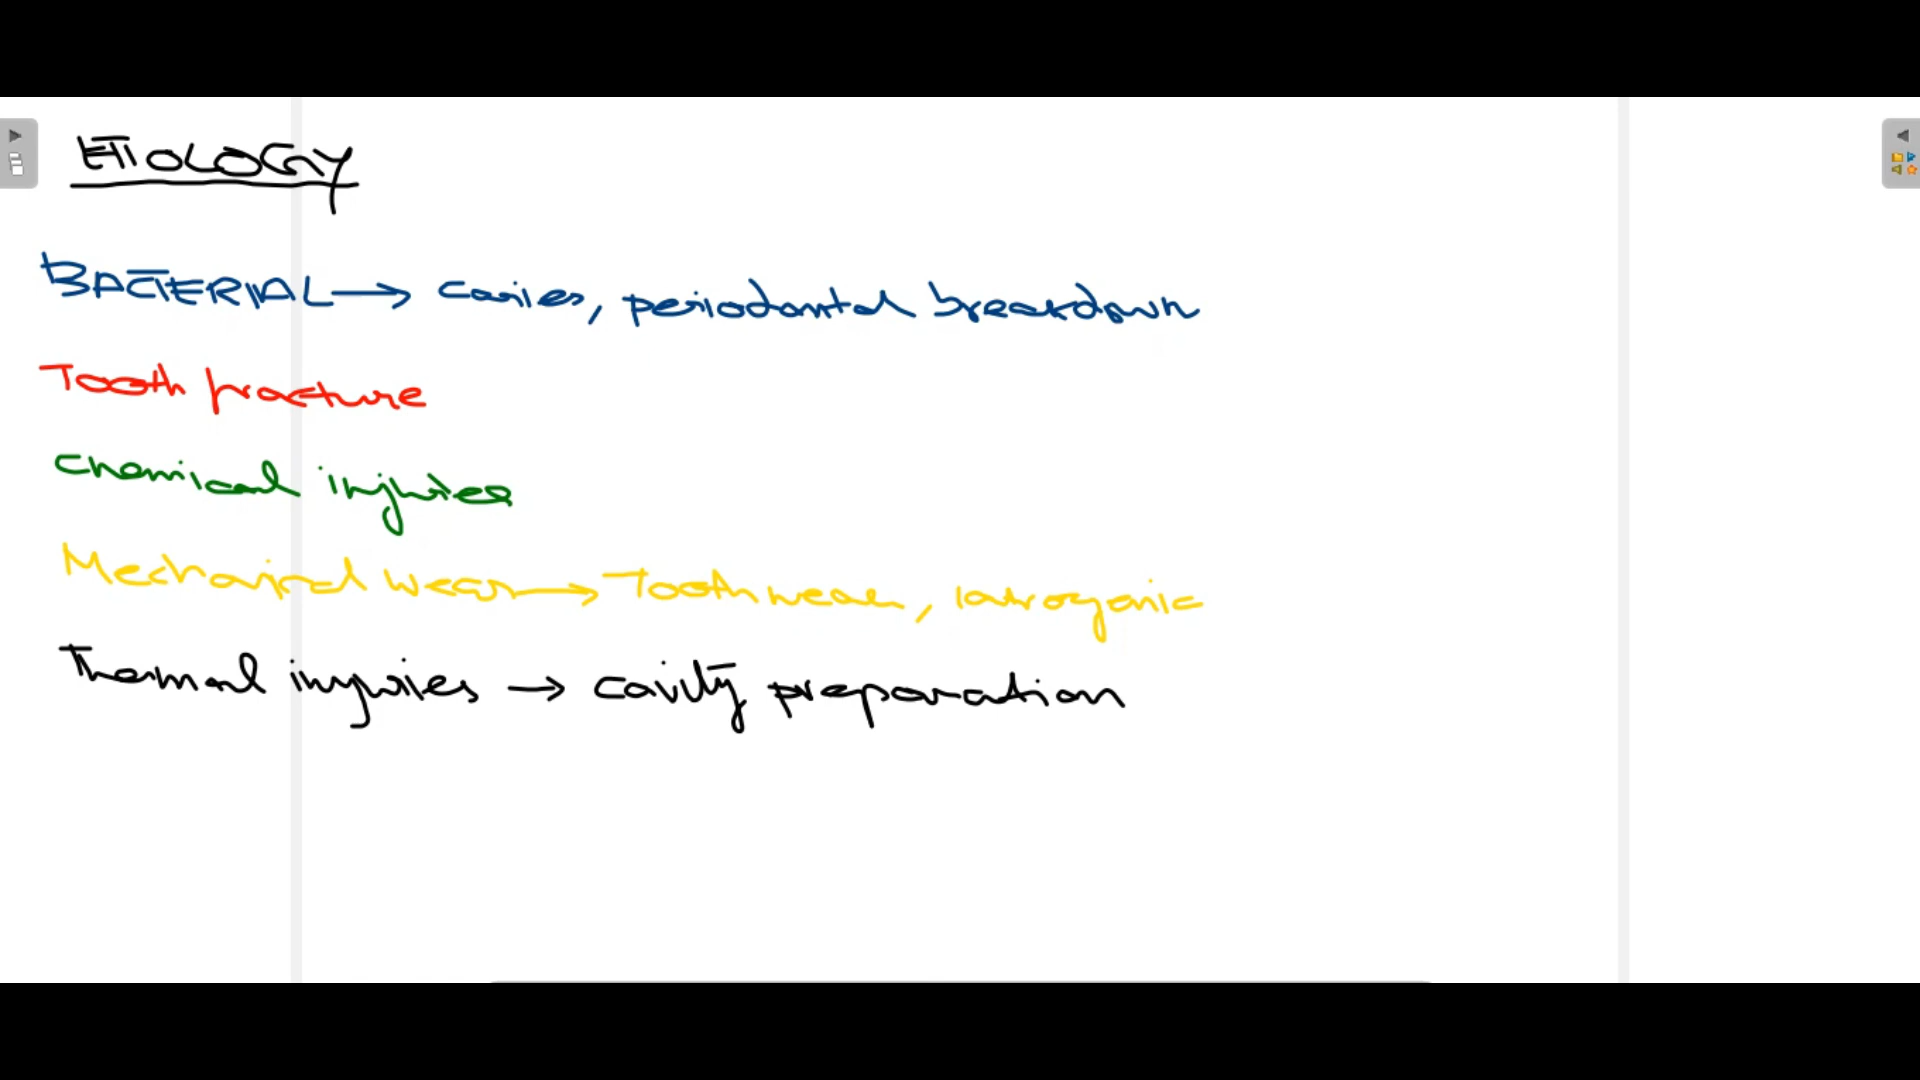 ETIOLOGY
BACTERIAL → caries, periodontal breakdown
Tooth fracture
Chemical injuries
Mechanical wear → Tooth wear, iatrogenic
Thermal injuries → cavity preparation